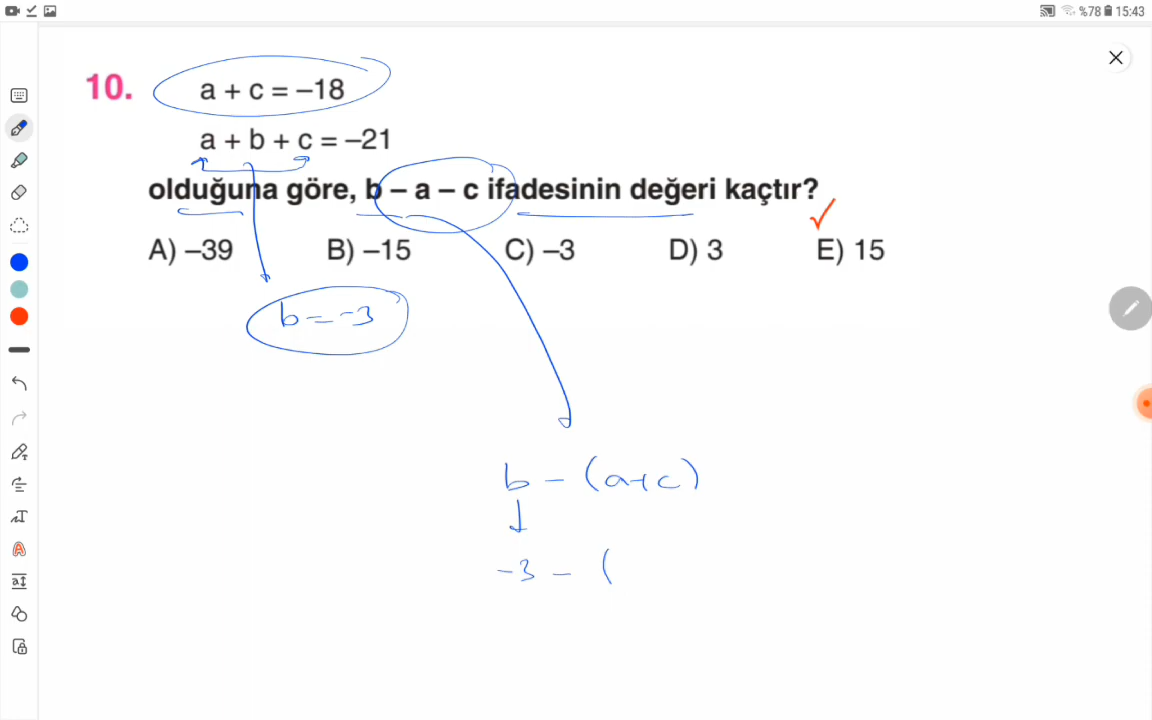 %78 15:43
10. a + c = –18
a + b + c = –21
olduğuna göre, b – a – c ifadesinin değeri kaçtır?
A) –39 B) –15 C) –3 D) 3 E) 15
b = -3
b - (a+c)
-3 - (